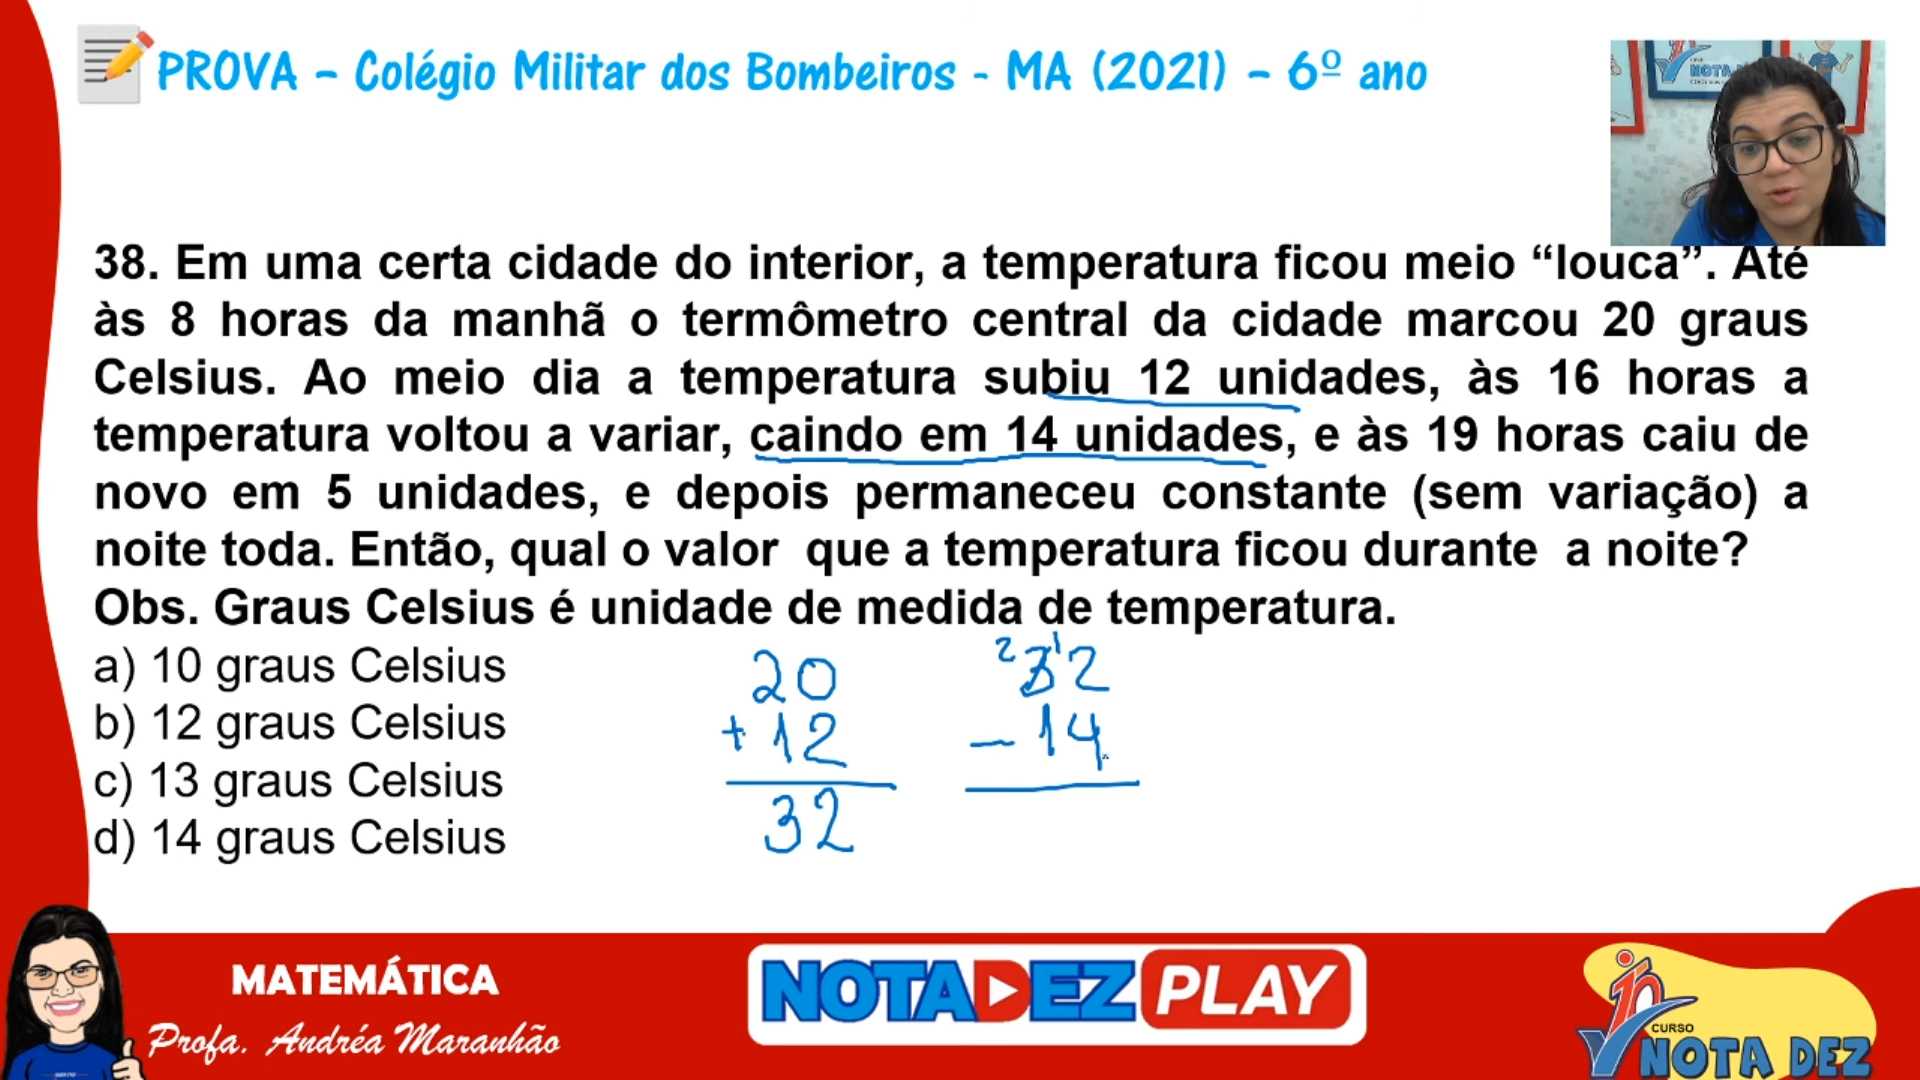 PROVA – Colégio Militar dos Bombeiros - MA (2021) – 6º ano
38. Em uma certa cidade do interior, a temperatura ficou meio “louca”. Até
às 8 horas da manhã o termômetro central da cidade marcou 20 graus
Celsius. Ao meio dia a temperatura subiu 12 unidades, às 16 horas a
temperatura voltou a variar, caindo em 14 unidades, e às 19 horas caiu de
novo em 5 unidades, e depois permaneceu constante (sem variação) a
noite toda. Então, qual o valor que a temperatura ficou durante a noite?
Obs. Graus Celsius é unidade de medida de temperatura.
a) 10 graus Celsius
b) 12 graus Celsius
c) 13 graus Celsius
d) 14 graus Celsius
20
+ 12
32
2 1
32
- 14
MATEMÁTICA
Profa. Andréa Maranhão
NOTADEZ PLAY
CURSO
NOTA DEZ